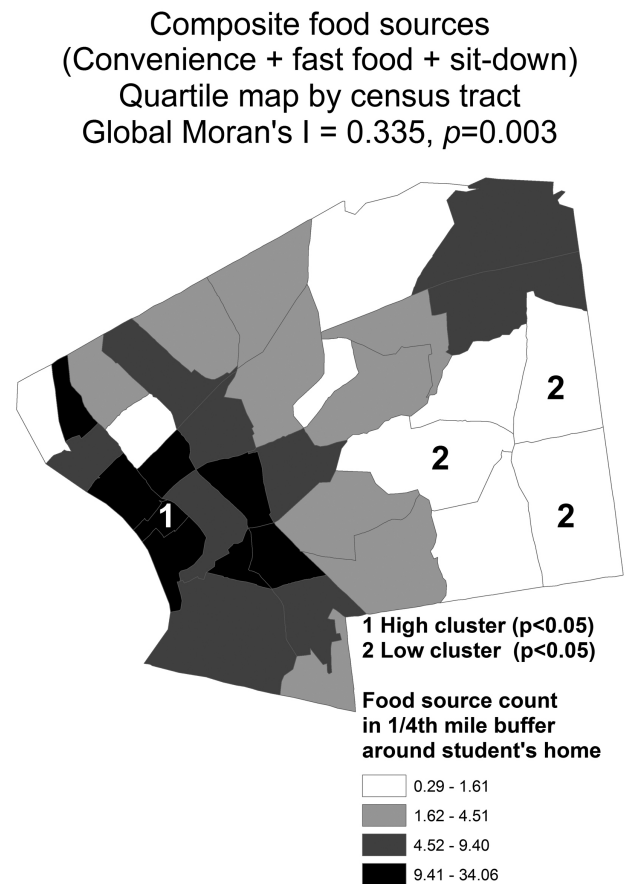 Composite food sources
(Convenience + fast food + sit-down)
Quartile map by census tract
Global Moran's I = 0.335, p=0.003
2
2
1
2
1 High cluster (p<0.05)
2 Low cluster (p<0.05)
Food source count
in 1/4th mile buffer
around student's home
0.29 - 1.61
1.62 - 4.51
4.52 - 9.40
9.41 - 34.06